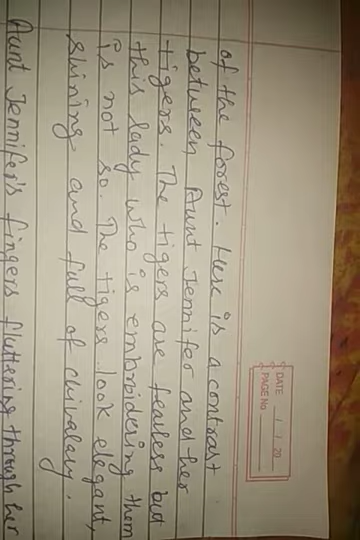 DATE / / 20
PAGE No
of the forest. Here is a contrast
between Aunt Jennifer and her
tigers. The tigers are fearless but
this lady who is embroidering them
is not so. The tigers look elegant,
shining and full of chivalary.
Aunt Jennifer's fingers fluttering through her